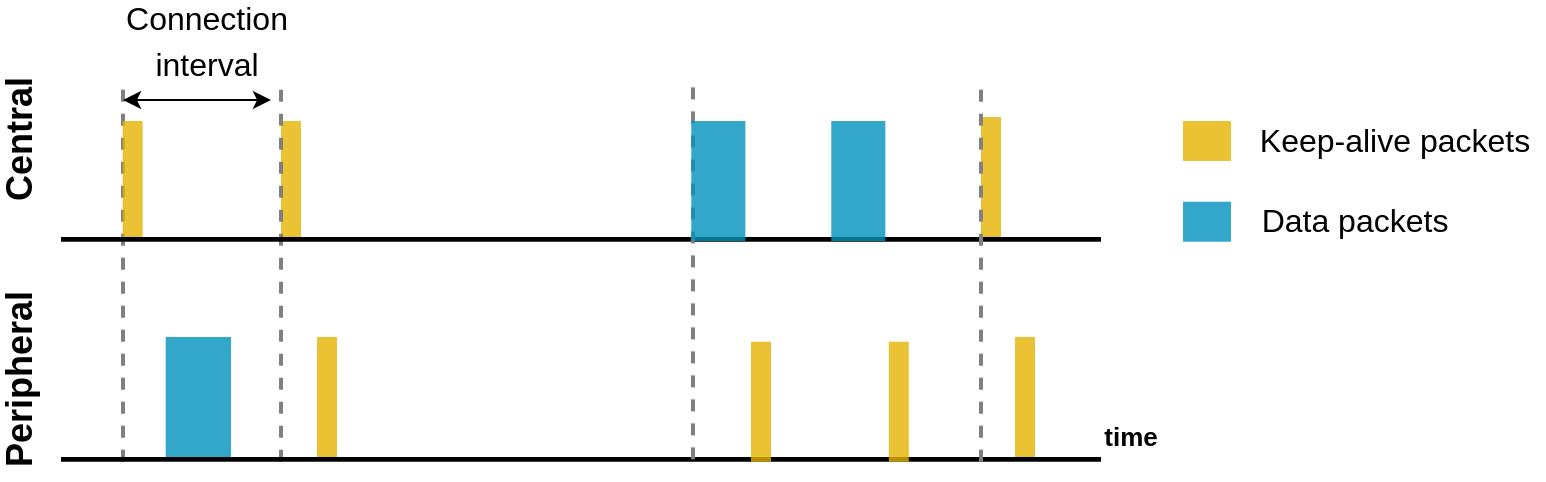 Connection
interval
Central
Keep-alive packets
Data packets
Peripheral
time